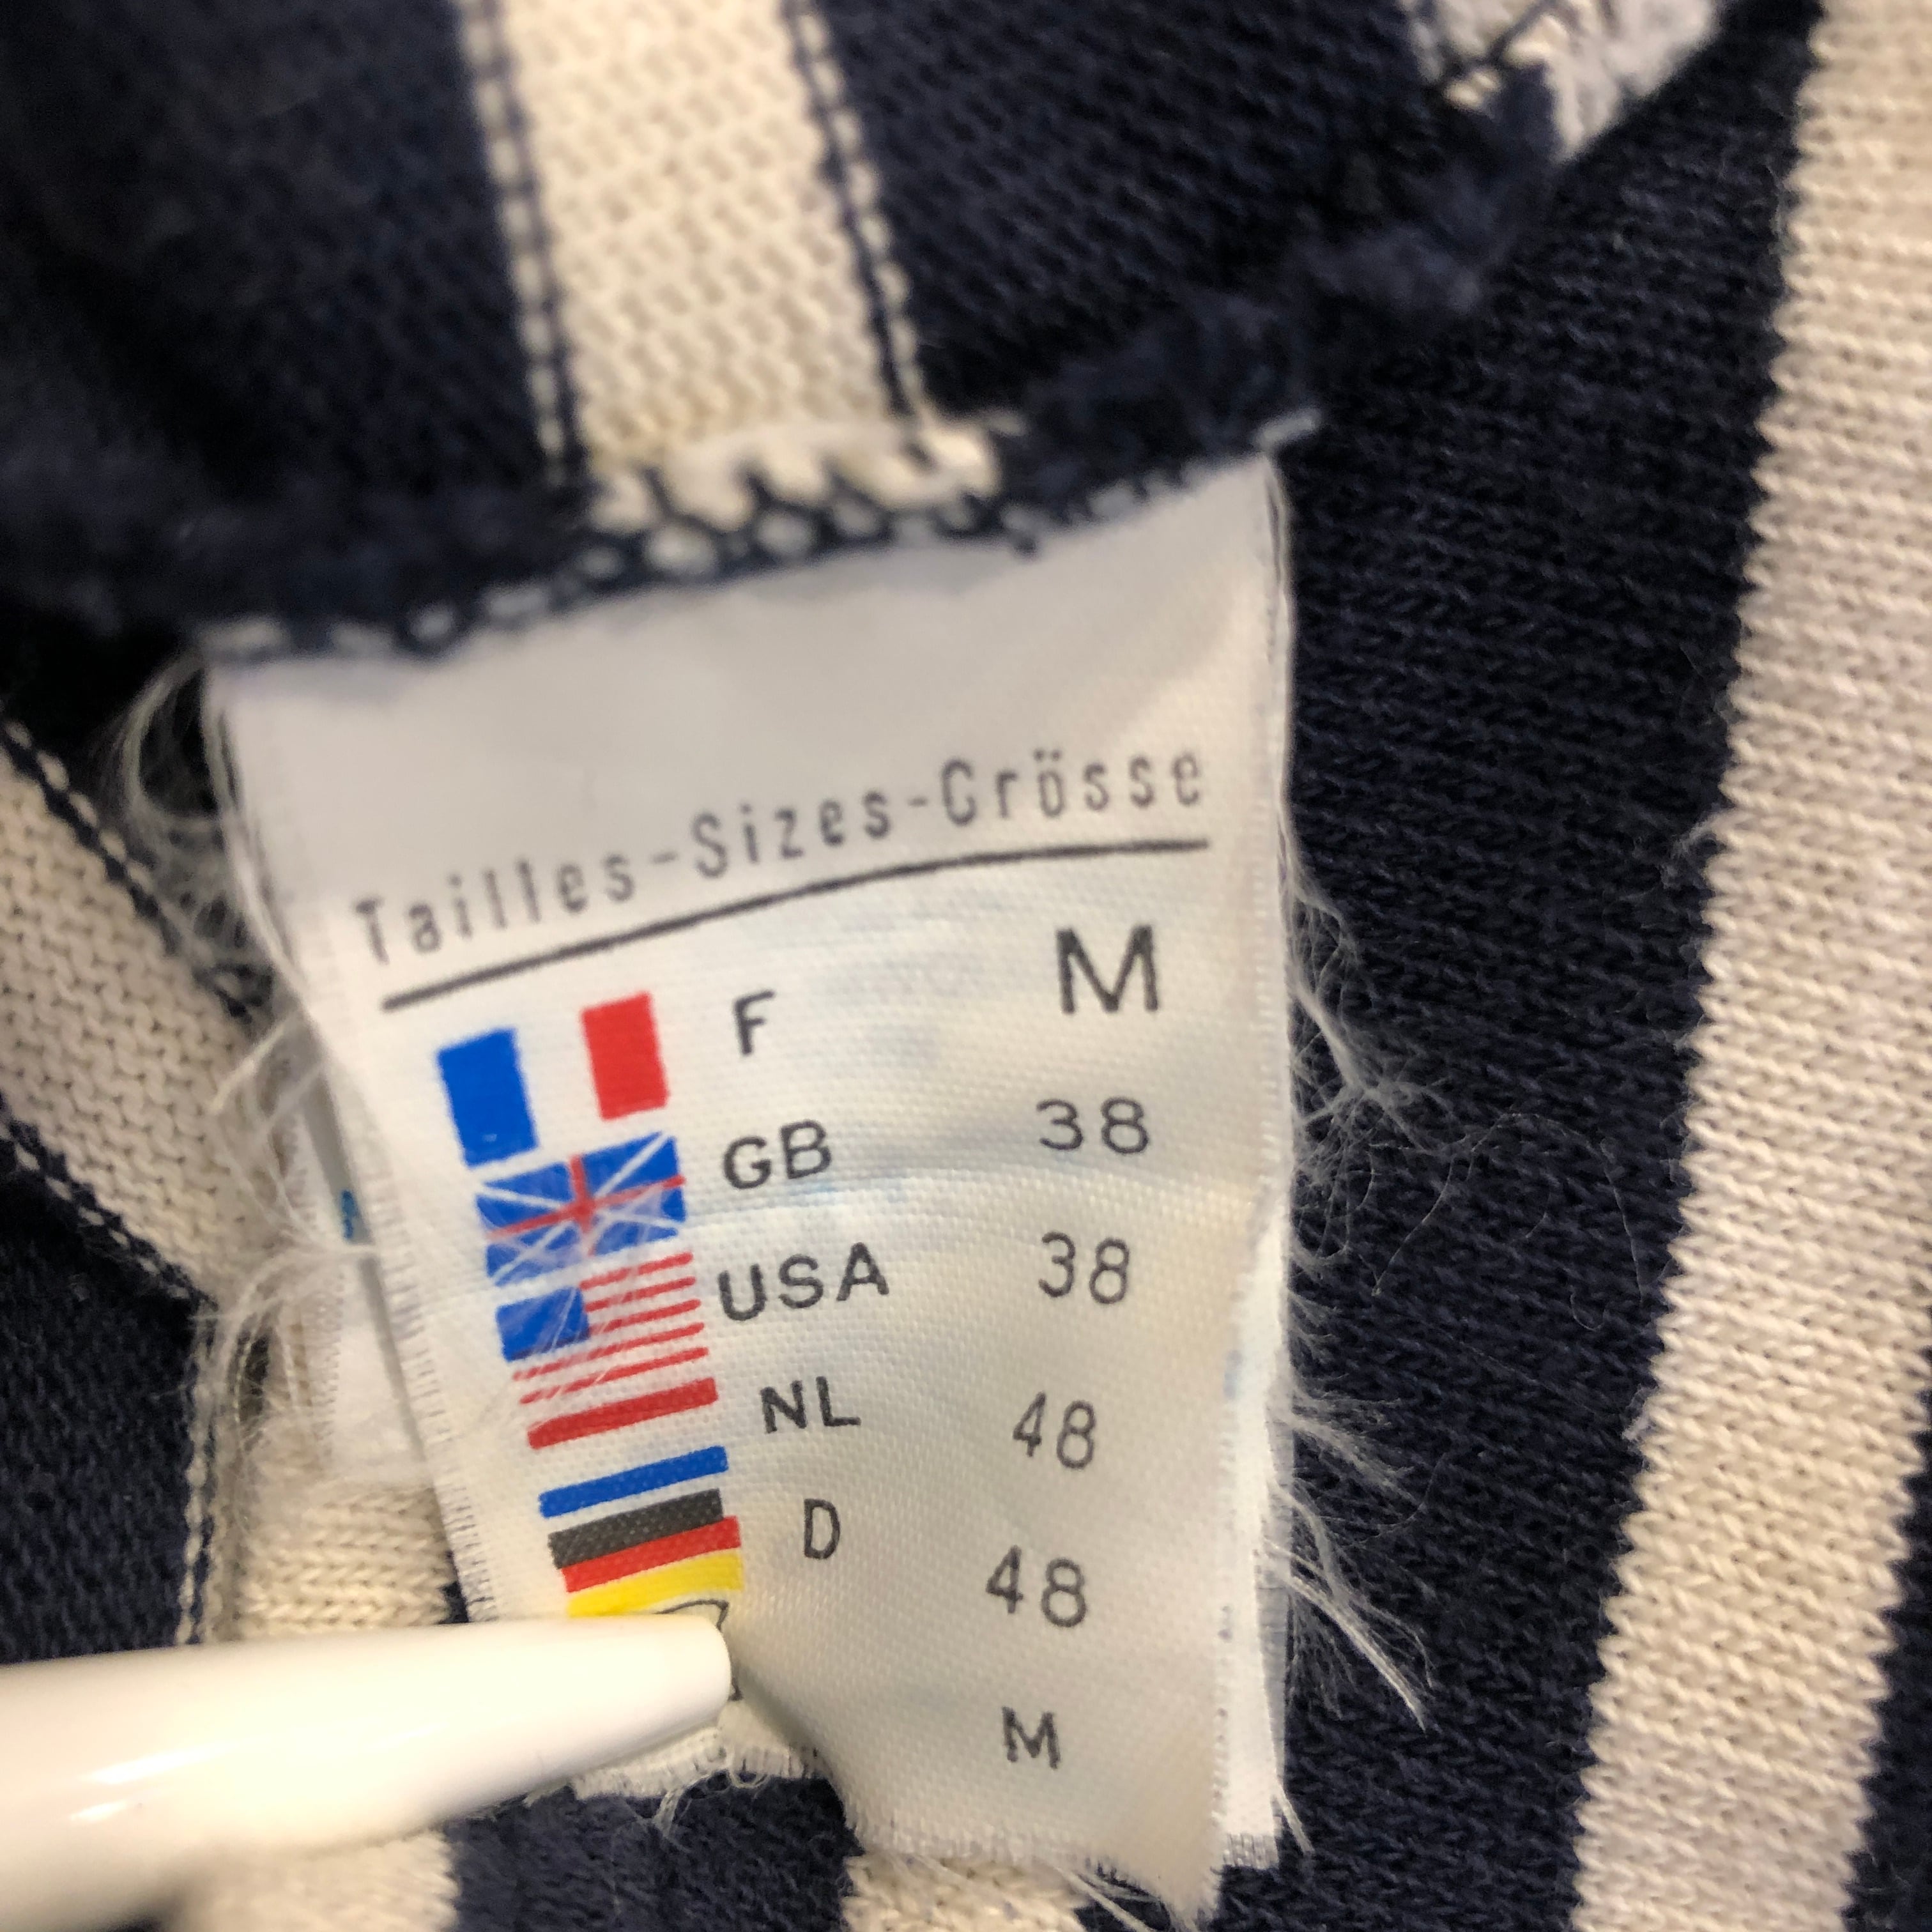 Tailles-Sizes-Grösse
F M
GB 38
USA 38
NL 48
D 48
M